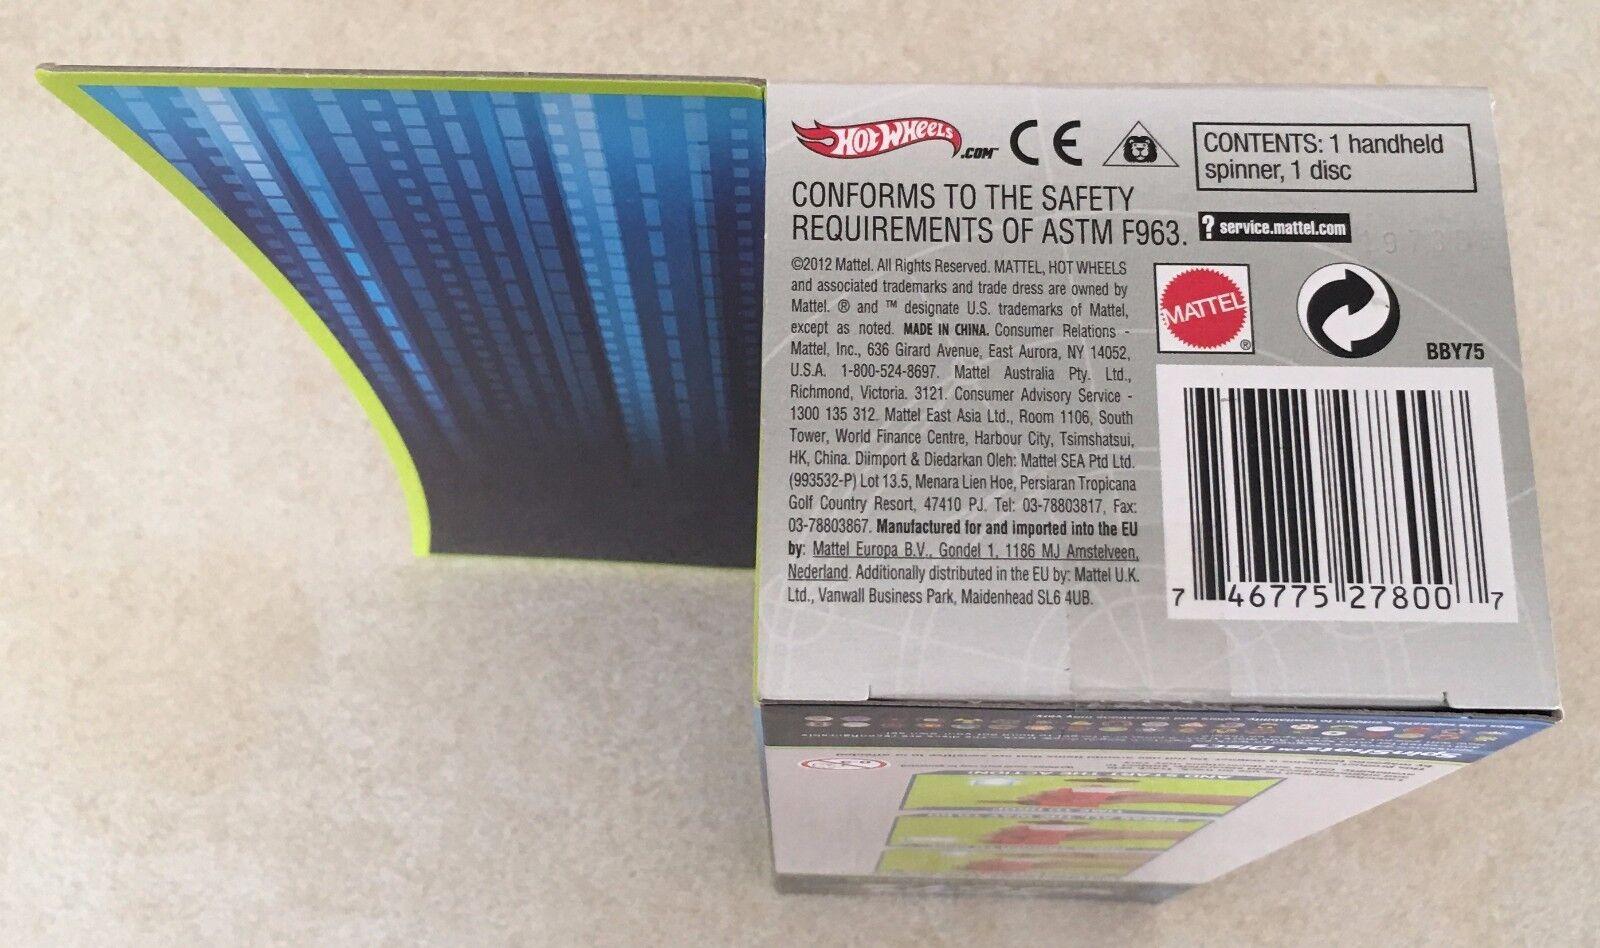 HOT WHEELS
.COM™
CE
CONTENTS: 1 handheld
spinner, 1 disc
CONFORMS TO THE SAFETY
REQUIREMENTS OF ASTM F963.
? service.mattel.com
©2012 Mattel. All Rights Reserved. MATTEL, HOT WHEELS
and associated trademarks and trade dress are owned by
Mattel. ® and ™ designate U.S. trademarks of Mattel,
except as noted. MADE IN CHINA. Consumer Relations -
Mattel, Inc., 636 Girard Avenue, East Aurora, NY 14052,
U.S.A. 1-800-524-8697. Mattel Australia Pty. Ltd.,
Richmond, Victoria. 3121. Consumer Advisory Service -
1300 135 312. Mattel East Asia Ltd., Room 1106, South
Tower, World Finance Centre, Harbour City, Tsimshatsui,
HK, China. Diimport & Diedarkan Oleh: Mattel SEA Ptd Ltd.
(993532-P) Lot 13.5, Menara Lien Hoe, Persiaran Tropicana
Golf Country Resort, 47410 PJ. Tel: 03-78803817, Fax:
03-78803867. Manufactured for and imported into the EU
by: Mattel Europa B.V., Gondel 1, 1186 MJ Amstelveen,
Nederland. Additionally distributed in the EU by: Mattel U.K.
Ltd., Vanwall Business Park, Maidenhead SL6 4UB.
MATTEL®
BBY75
7 46775 27800 7
AND START THE ACTION!